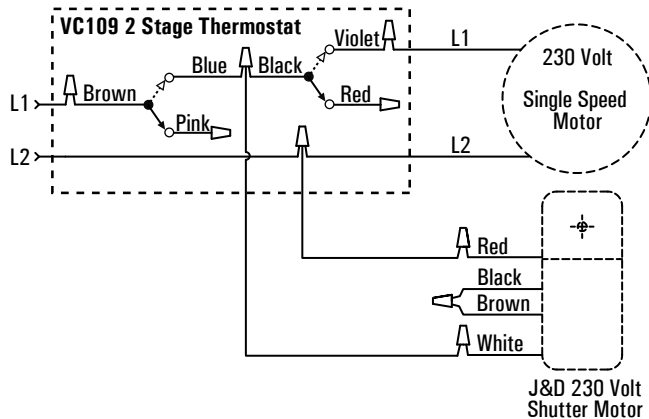 VC109 2 Stage Thermostat
Violet
L1
Blue
Black
230 Volt
Single Speed
Motor
L1
Brown
Red
Pink
L2
L2
Red
Black
Brown
White
J&D 230 Volt
Shutter Motor